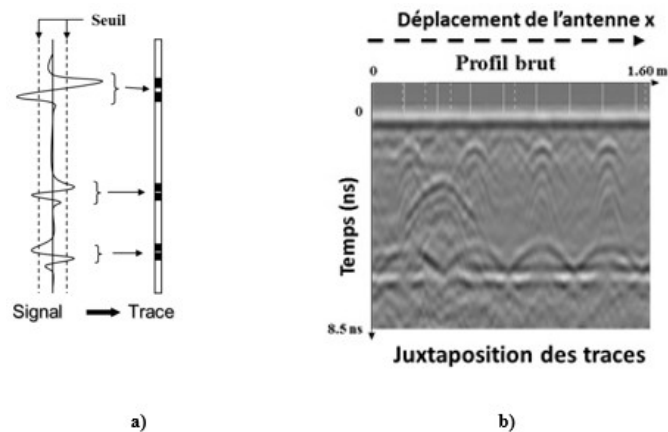 Seuil
Signal
Trace
a)
Déplacement de l'antenne x
Profil brut
0
1.60 m
0
Temps (ns)
8.5 ns
Juxtaposition des traces
b)